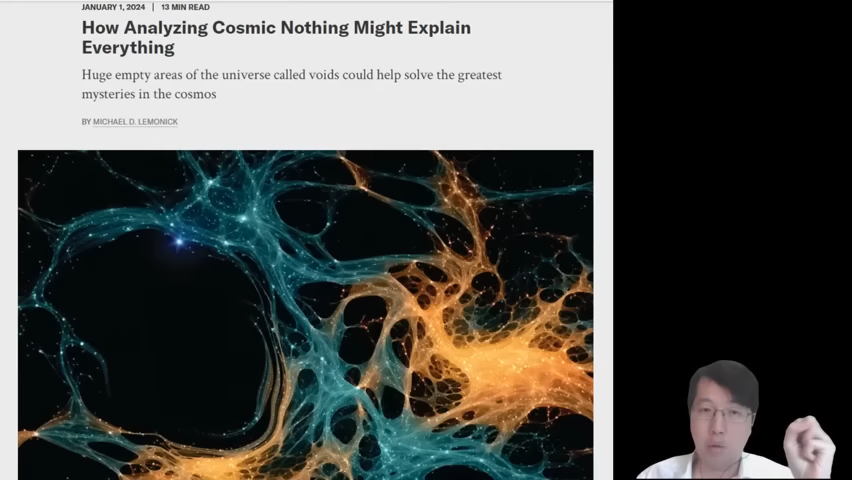 JANUARY 1, 2024 | 13 MIN READ
How Analyzing Cosmic Nothing Might Explain
Everything
Huge empty areas of the universe called voids could help solve the greatest
mysteries in the cosmos
BY MICHAEL D. LEMONICK